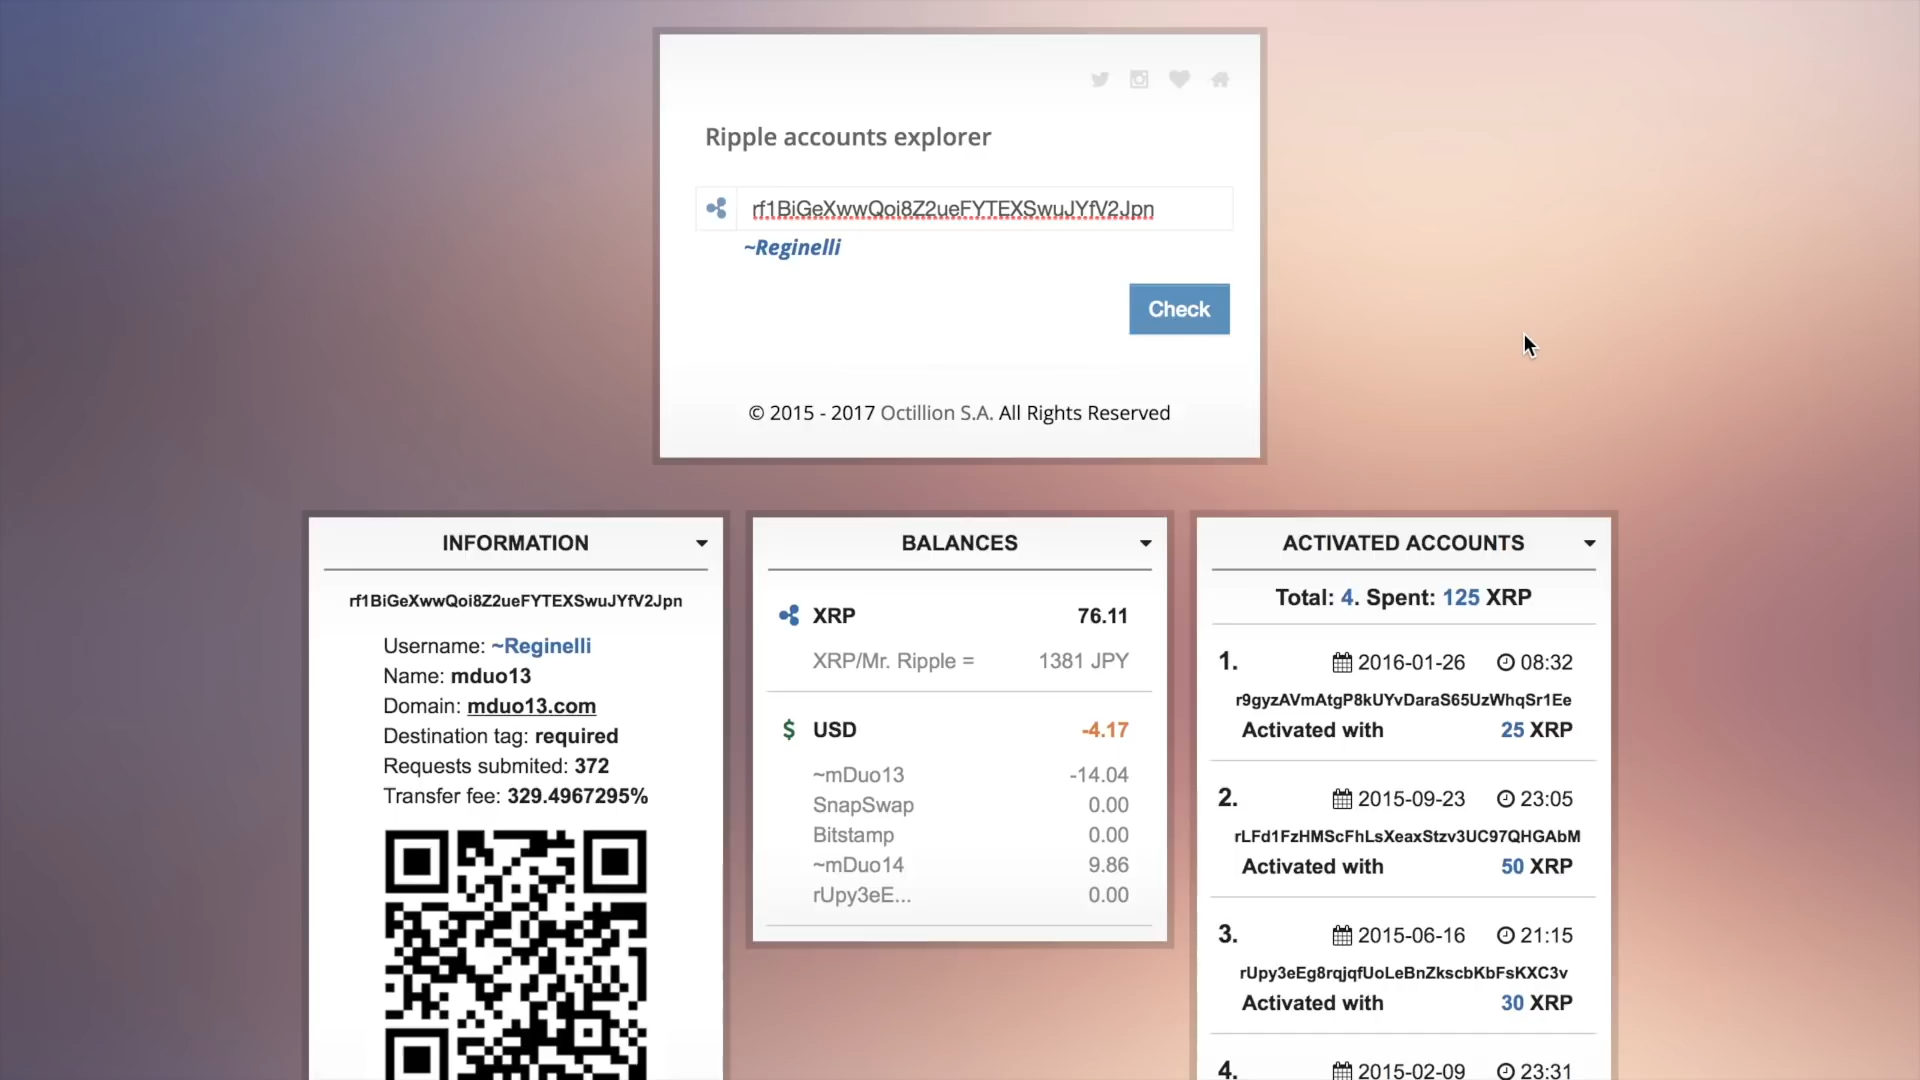 Ripple accounts explorer
rf1BiGeXwwQoi8Z2ueFYTEXSwuJYfV2Jpn
~Reginelli
Check
© 2015 - 2017 Octillion S.A. All Rights Reserved
INFORMATION
rf1BiGeXwwQoi8Z2ueFYTEXSwuJYfV2Jpn
Username: ~Reginelli
Name: mduo13
Domain: mduo13.com
Destination tag: required
Requests submited: 372
Transfer fee: 329.4967295%
BALANCES
XRP 76.11
XRP/Mr. Ripple = 1381 JPY
$ USD -4.17
~mDuo13 -14.04
SnapSwap 0.00
Bitstamp 0.00
~mDuo14 9.86
rUpy3eE... 0.00
ACTIVATED ACCOUNTS
Total: 4. Spent: 125 XRP
1. 2016-01-26 08:32
r9gyzAVmAtgP8kUYvDaraS65UzWhqSr1Ee
Activated with 25 XRP
2. 2015-09-23 23:05
rLFd1FzHMScFhLsXeaxStzv3UC97QHGAbM
Activated with 50 XRP
3. 2015-06-16 21:15
rUpy3eEg8rqjqfUoLeBnZkscbKbFsKXC3v
Activated with 30 XRP
4. 2015-02-09 23:31